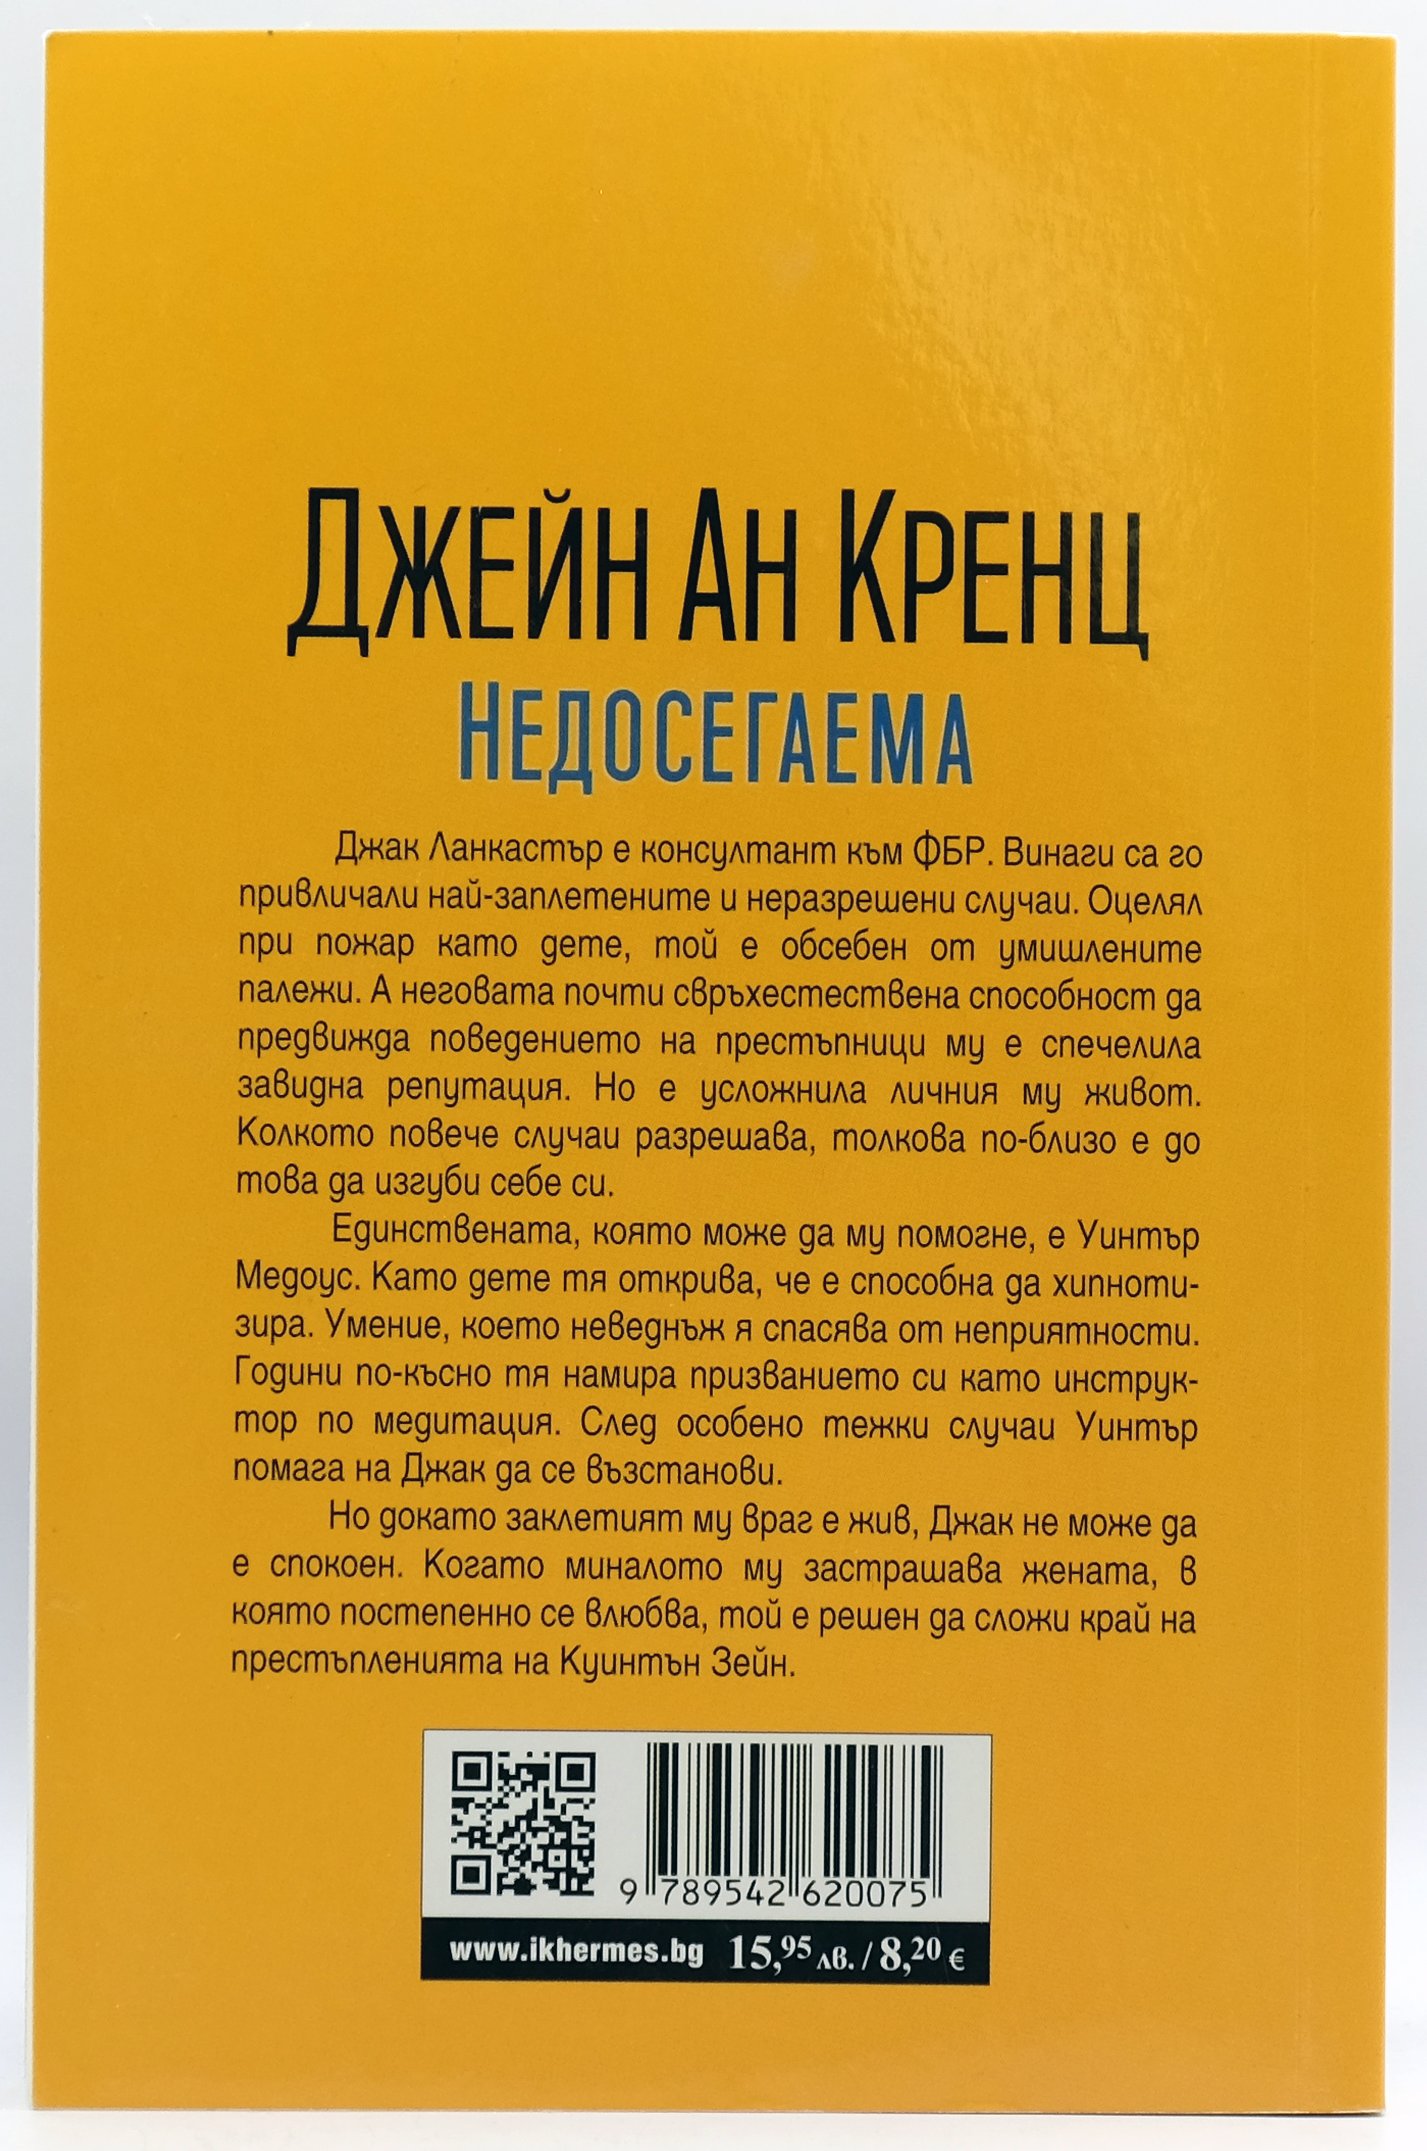 Джейн Ан Кренц
Недосегаема
Джак Ланкастър е консултант към ФБР. Винаги са го
привличали най-заплетените и неразрешени случаи. Оцелял
при пожар като дете, той е обсебен от умишлените
палежи. А неговата почти свръхестествена способност да
предвижда поведението на престъпници му е спечелила
завидна репутация. Но е усложнила личния му живот.
Колкото повече случаи разрешава, толкова по-близо е до
това да изгуби себе си.
Единствената, която може да му помогне, е Уинтър
Медоус. Като дете тя открива, че е способна да хипноти-
зира. Умение, което неведнъж я спасява от неприятности.
Години по-късно тя намира призванието си като инструк-
тор по медитация. След особено тежки случаи Уинтър
помага на Джак да се възстанови.
Но докато заклетият му враг е жив, Джак не може да
е спокоен. Когато миналото му застрашава жената, в
която постепенно се влюбва, той е решен да сложи край на
престъпленията на Куинтън Зейн.
9 789542 620075
www.ikhermes.bg 15,95 лв. / 8,20 €